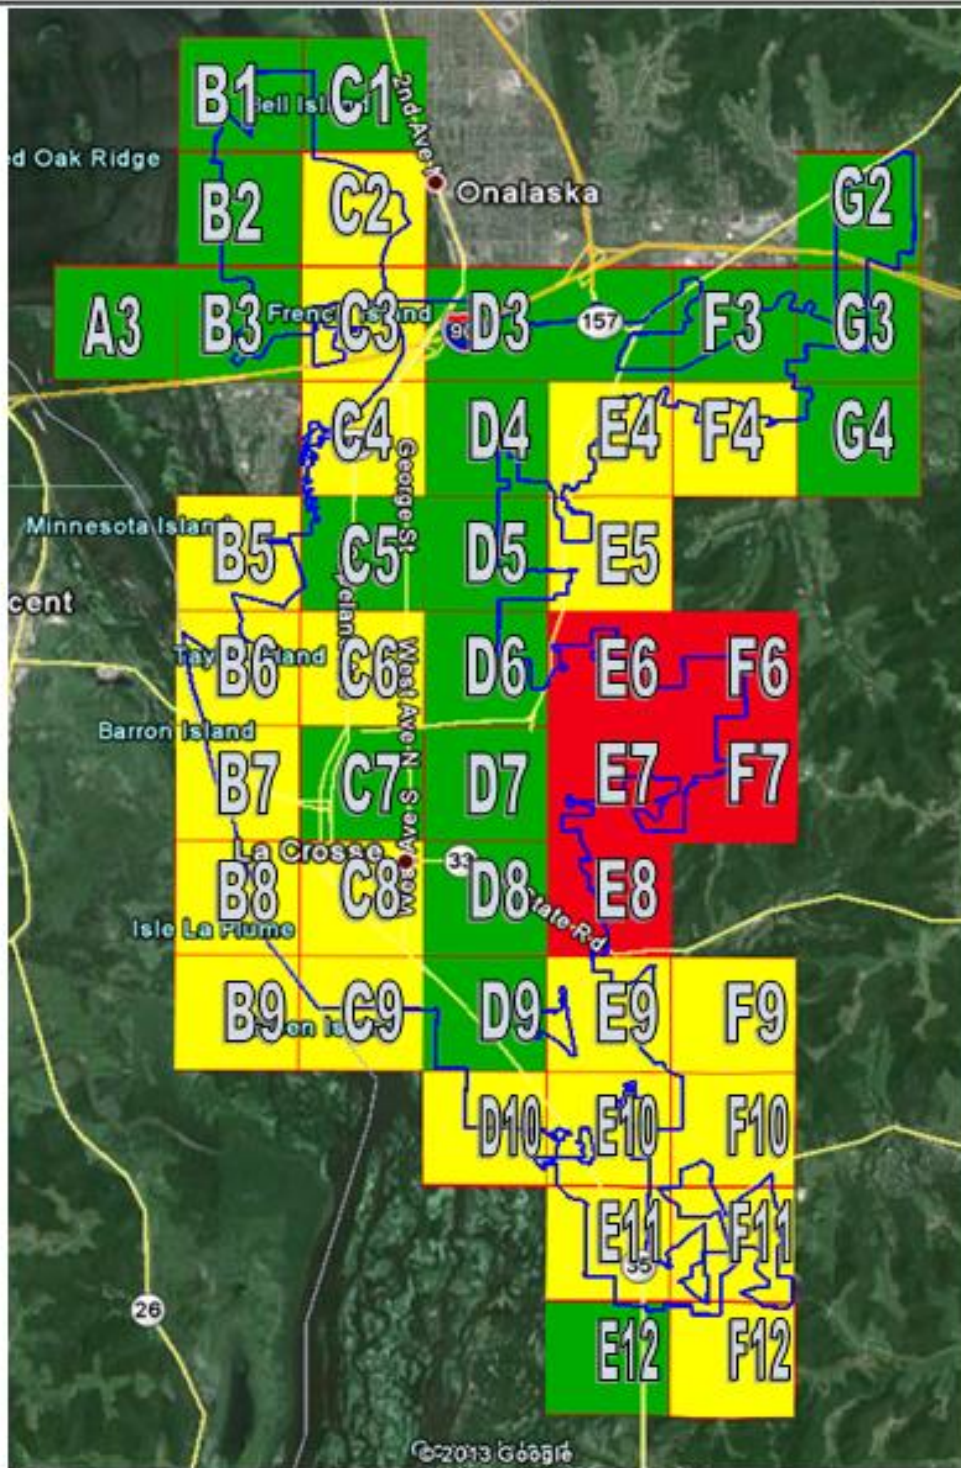 B1
C1
Bell Island
2nd Ave N
ed Oak Ridge
B2
C2
Onalaska
G2
A3
B3
French Island
C3
90
D3
157
F3
G3
C4
D4
E4
F4
G4
George St
Minnesota Island
B5
C5
D5
E5
cent
B6
C6
D6
E6
F6
West Ave N
Barron Island
B7
C7
S Ave
D7
E7
F7
La Crosse
33
B8
C8
D8
E8
State Rd
Isle La Plume
B9
C9
D9
E9
F9
D10
E10
F10
E11
F11
35
26
E12
F12
©2013 Google